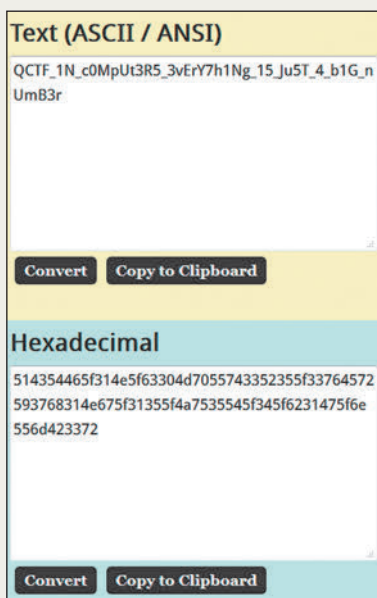 Text (ASCII / ANSI)
QCTF_1N_c0MpUt3R5_3vErY7h1Ng_15_Ju5T_4_b1G_n
UmB3r
Convert Copy to Clipboard
Hexadecimal
514354465f314e5f63304d7055743352355f33764572
593768314e675f31355f4a7535545f345f6231475f6e
556d423372
Convert Copy to Clipboard